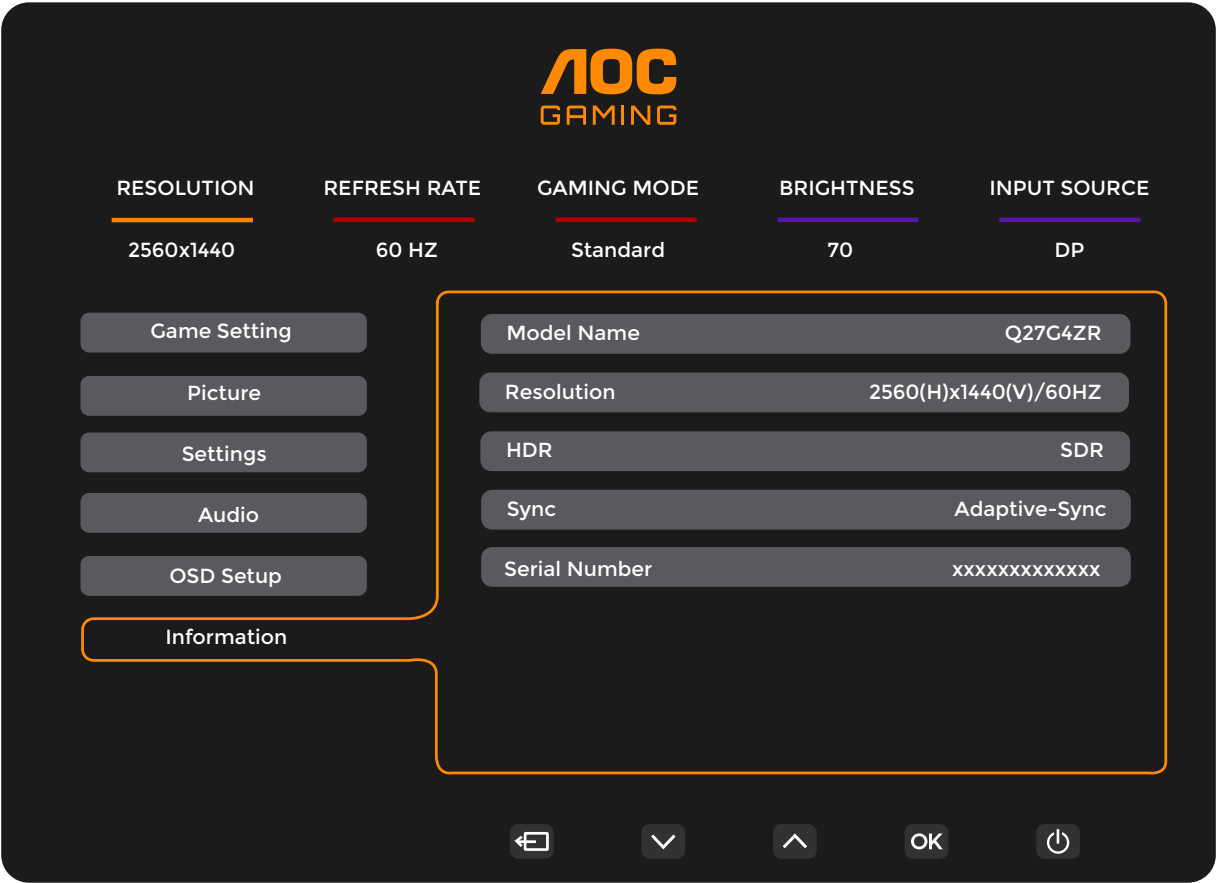 AOC
GAMING
RESOLUTION REFRESH RATE GAMING MODE BRIGHTNESS INPUT SOURCE
2560x1440 60 HZ Standard 70 DP
Game Setting
Picture
Settings
Audio
OSD Setup
Information
Model Name Q27G4ZR
Resolution 2560(H)x1440(V)/60HZ
HDR SDR
Sync Adaptive-Sync
Serial Number xxxxxxxxxxxxx
OK